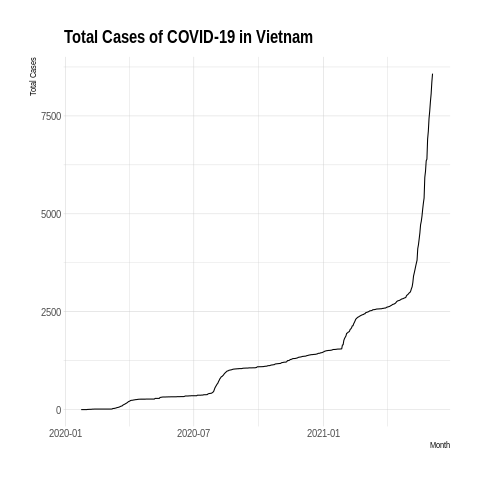 Total Cases of COVID-19 in Vietnam
Total Cases
7500
5000
2500
0
2020-01
2020-07
2021-01
Month